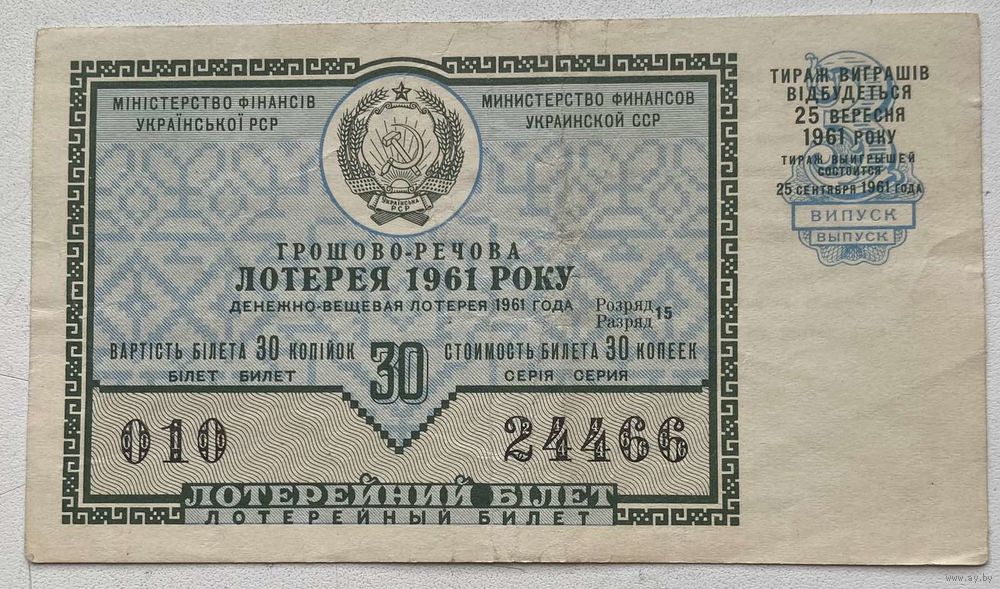 МІНІСТЕРСТВО ФІНАНСІВ
УКРАЇНСЬКОЇ РСР
МИНИСТЕРСТВО ФИНАНСОВ
УКРАИНСКОЙ ССР
УКРАЇНСЬКА
РСР
ГРОШОВО-РЕЧОВА
ЛОТЕРЕЯ 1961 РОКУ
ДЕНЕЖНО-ВЕЩЕВАЯ ЛОТЕРЕЯ 1961 ГОДА
Розряд
Разряд 15
ВАРТІСТЬ БІЛЕТА 30 КОПІЙОК
30
СТОИМОСТЬ БИЛЕТА 30 КОПЕЕК
БІЛЕТ БИЛЕТ
СЕРІЯ СЕРИЯ
010
24466
ЛОТЕРЕЙНИЙ БІЛЕТ
ЛОТЕРЕЙНЫЙ БИЛЕТ
ТИРАЖ ВИГРАШІВ
ВІДБУДЕТЬСЯ
25 ВЕРЕСНЯ
1961 РОКУ
ТИРАЖ ВЫИГРЫШЕЙ
СОСТОИТСЯ
25 СЕНТЯБРЯ 1961 ГОДА
ВИПУСК
ВЫПУСК
www.ay.by